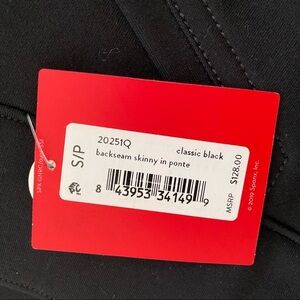 S/P
20251Q
classic black
backseam skinny in ponte
8 43953 34149 9
MSRP $128.00
© 2019 Spanx, Inc.